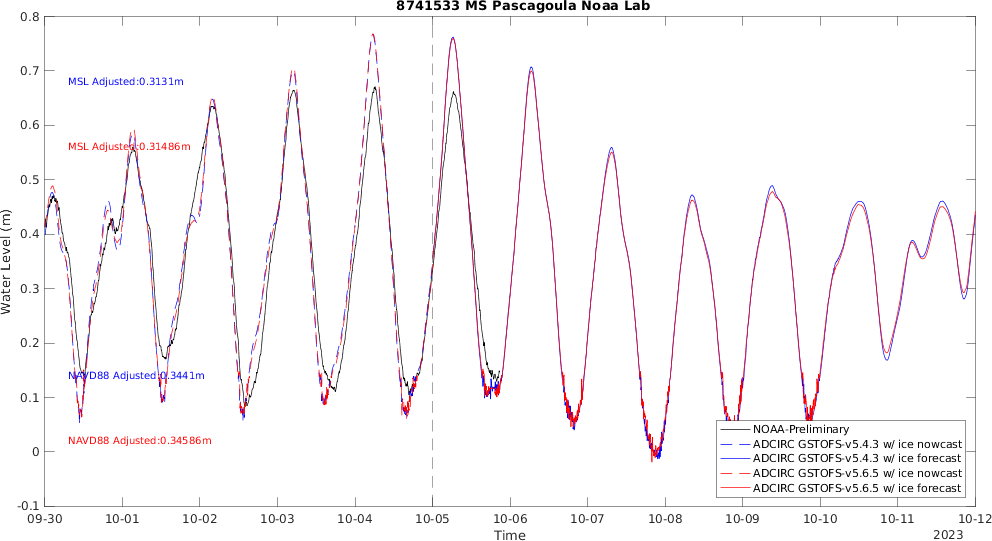 8741533 MS Pascagoula Noaa Lab
0.8
0.7
0.6
0.5
0.4
0.3
0.2
0.1
0
-0.1
Water Level (m)
MSL Adjusted:0.3131m
MSL Adjusted:0.31486m
NAVD88 Adjusted:0.3441m
NAVD88 Adjusted:0.34586m
NOAA-Preliminary
ADCIRC GSTOFS-v5.4.3 w/ ice nowcast
ADCIRC GSTOFS-v5.4.3 w/ ice forecast
ADCIRC GSTOFS-v5.6.5 w/ ice nowcast
ADCIRC GSTOFS-v5.6.5 w/ ice forecast
09-30 10-01 10-02 10-03 10-04 10-05 10-06 10-07 10-08 10-09 10-10 10-11 10-12
Time
2023